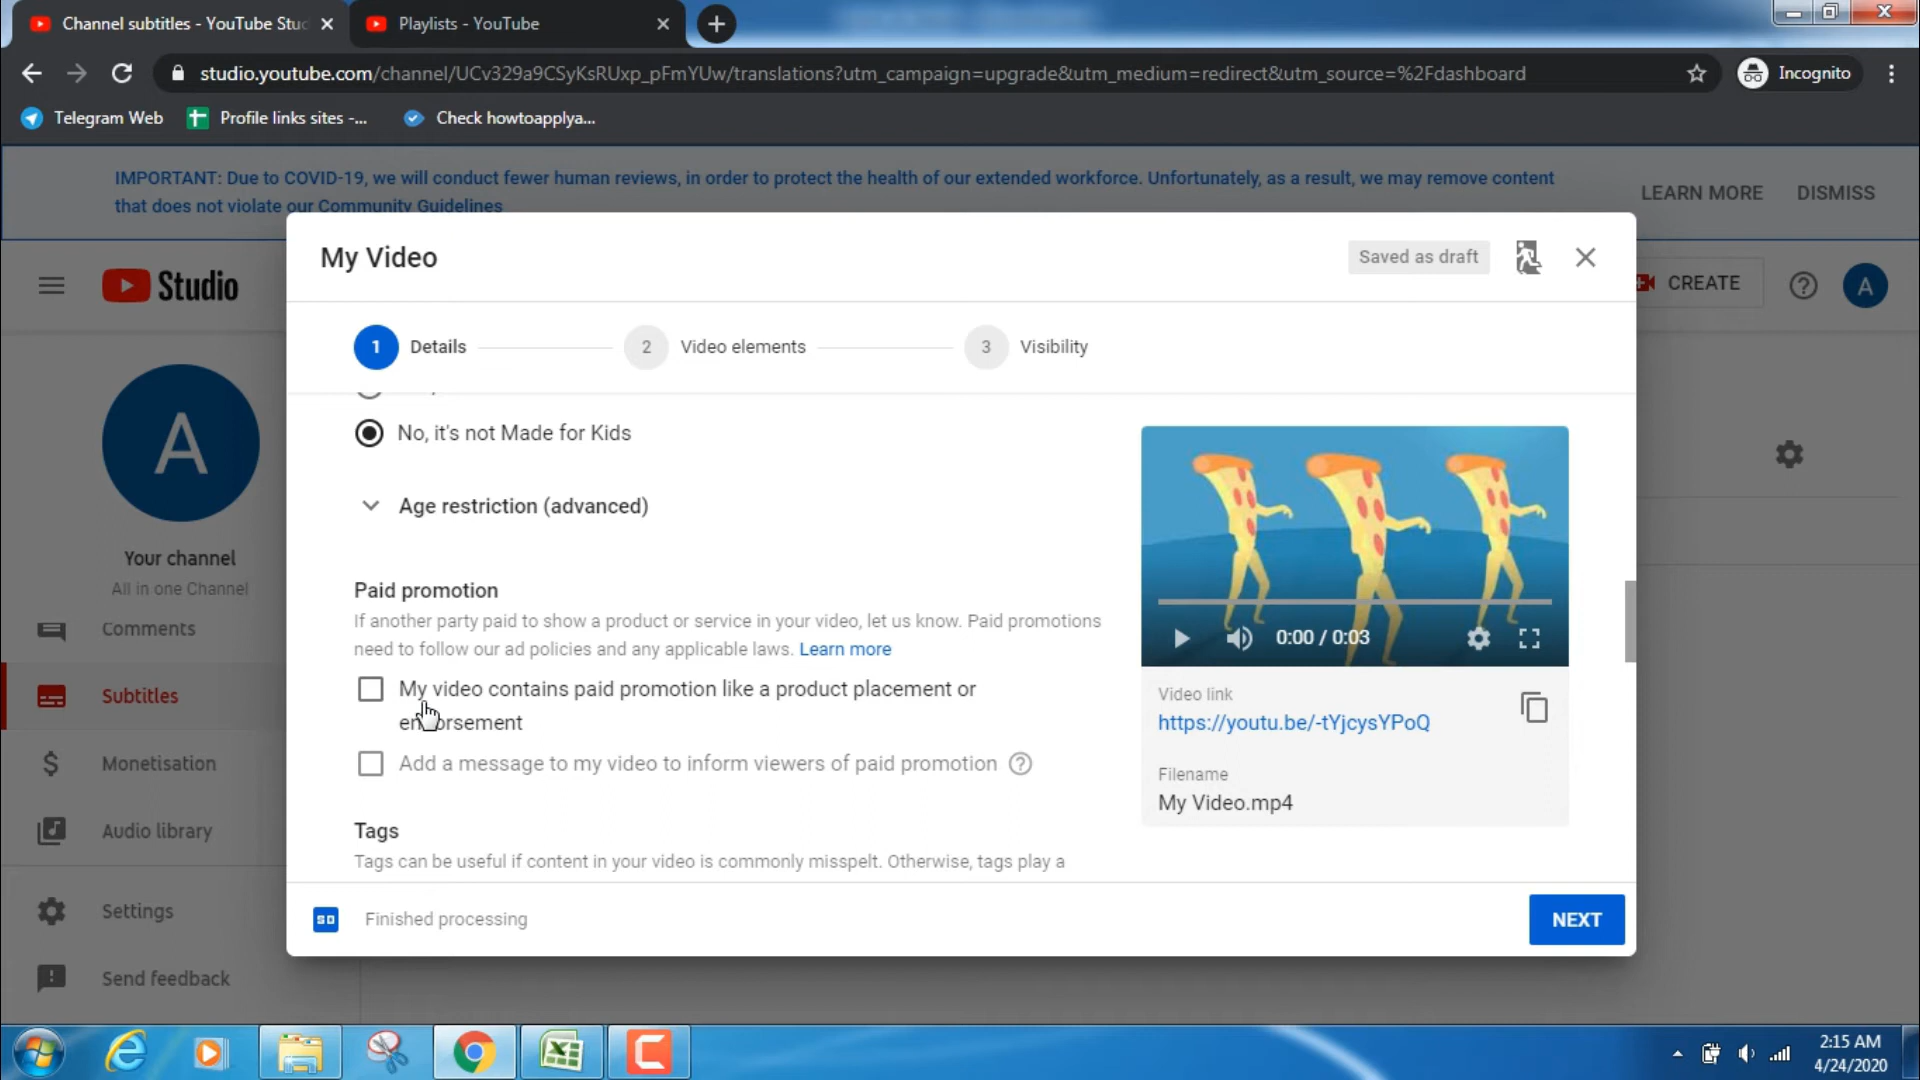 Channel subtitles - YouTube Stu
Playlists - YouTube
studio.youtube.com/channel/UCv329a9CSyKsRUxp_pFmYUw/translations?utm_campaign=upgrade&utm_medium=redirect&utm_source=%2Fdashboard
Incognito
Telegram Web
Profile links sites -...
Check howtoapplya...
IMPORTANT: Due to COVID-19, we will conduct fewer human reviews, in order to protect the health of our extended workforce. Unfortunately, as a result, we may remove content
that does not violate our Community Guidelines
LEARN MORE
DISMISS
Studio
CREATE
A
My Video
Saved as draft
1 Details
2 Video elements
3 Visibility
A
Your channel
All in one Channel
Comments
Subtitles
Monetisation
Audio library
Settings
Send feedback
No, it's not Made for Kids
Age restriction (advanced)
Paid promotion
If another party paid to show a product or service in your video, let us know. Paid promotions
need to follow our ad policies and any applicable laws. Learn more
My video contains paid promotion like a product placement or
endorsement
Add a message to my video to inform viewers of paid promotion
Tags
Tags can be useful if content in your video is commonly misspelt. Otherwise, tags play a
0:00 / 0:03
Video link
https://youtu.be/-tYjcysYPoQ
Filename
My Video.mp4
SD
Finished processing
NEXT
2:15 AM
4/24/2020